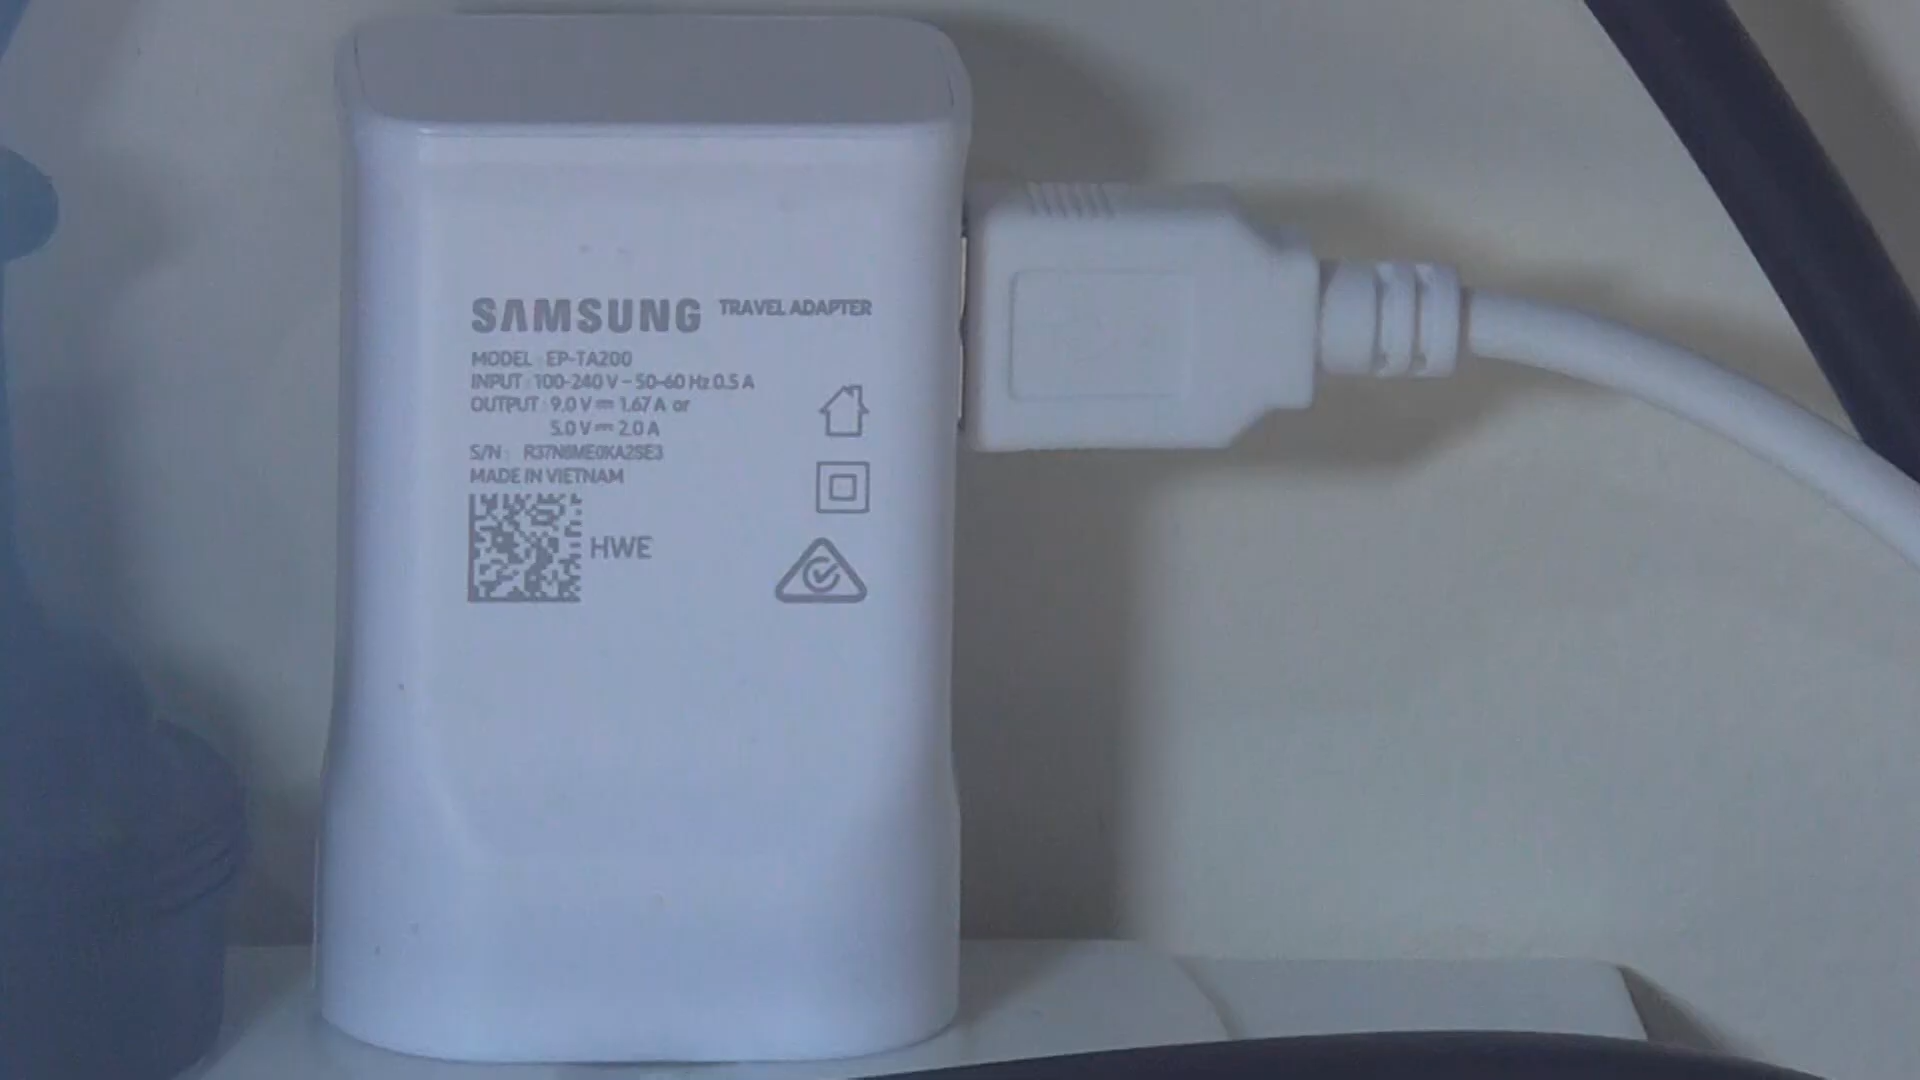 SAMSUNG TRAVEL ADAPTER
MODEL : EP-TA200
INPUT : 100-240 V ~ 50-60 Hz 0.5 A
OUTPUT : 9.0 V ⎓ 1.67 A or
5.0 V ⎓ 2.0 A
S/N : R37N6ME0KA2SE3
MADE IN VIETNAM
HWE